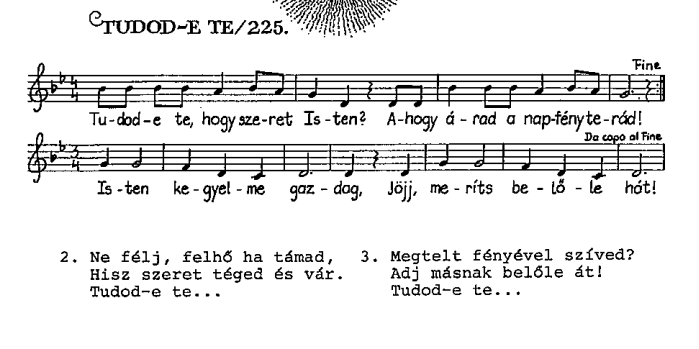 TUDOD-E TE/225.
Fine
Tu-dod-e te, hogy sze-ret Is-ten? A-hogy á-rad a nap-fény te-rád!
Da capo al Fine
Is-ten ke-gyel-me gaz-dag, Jöjj, me-ríts be-lő-le hát!
2. Ne félj, felhő ha támad,
Hisz szeret téged és vár.
Tudod-e te...
3. Megtelt fényével szíved?
Adj másnak belőle át!
Tudod-e te...